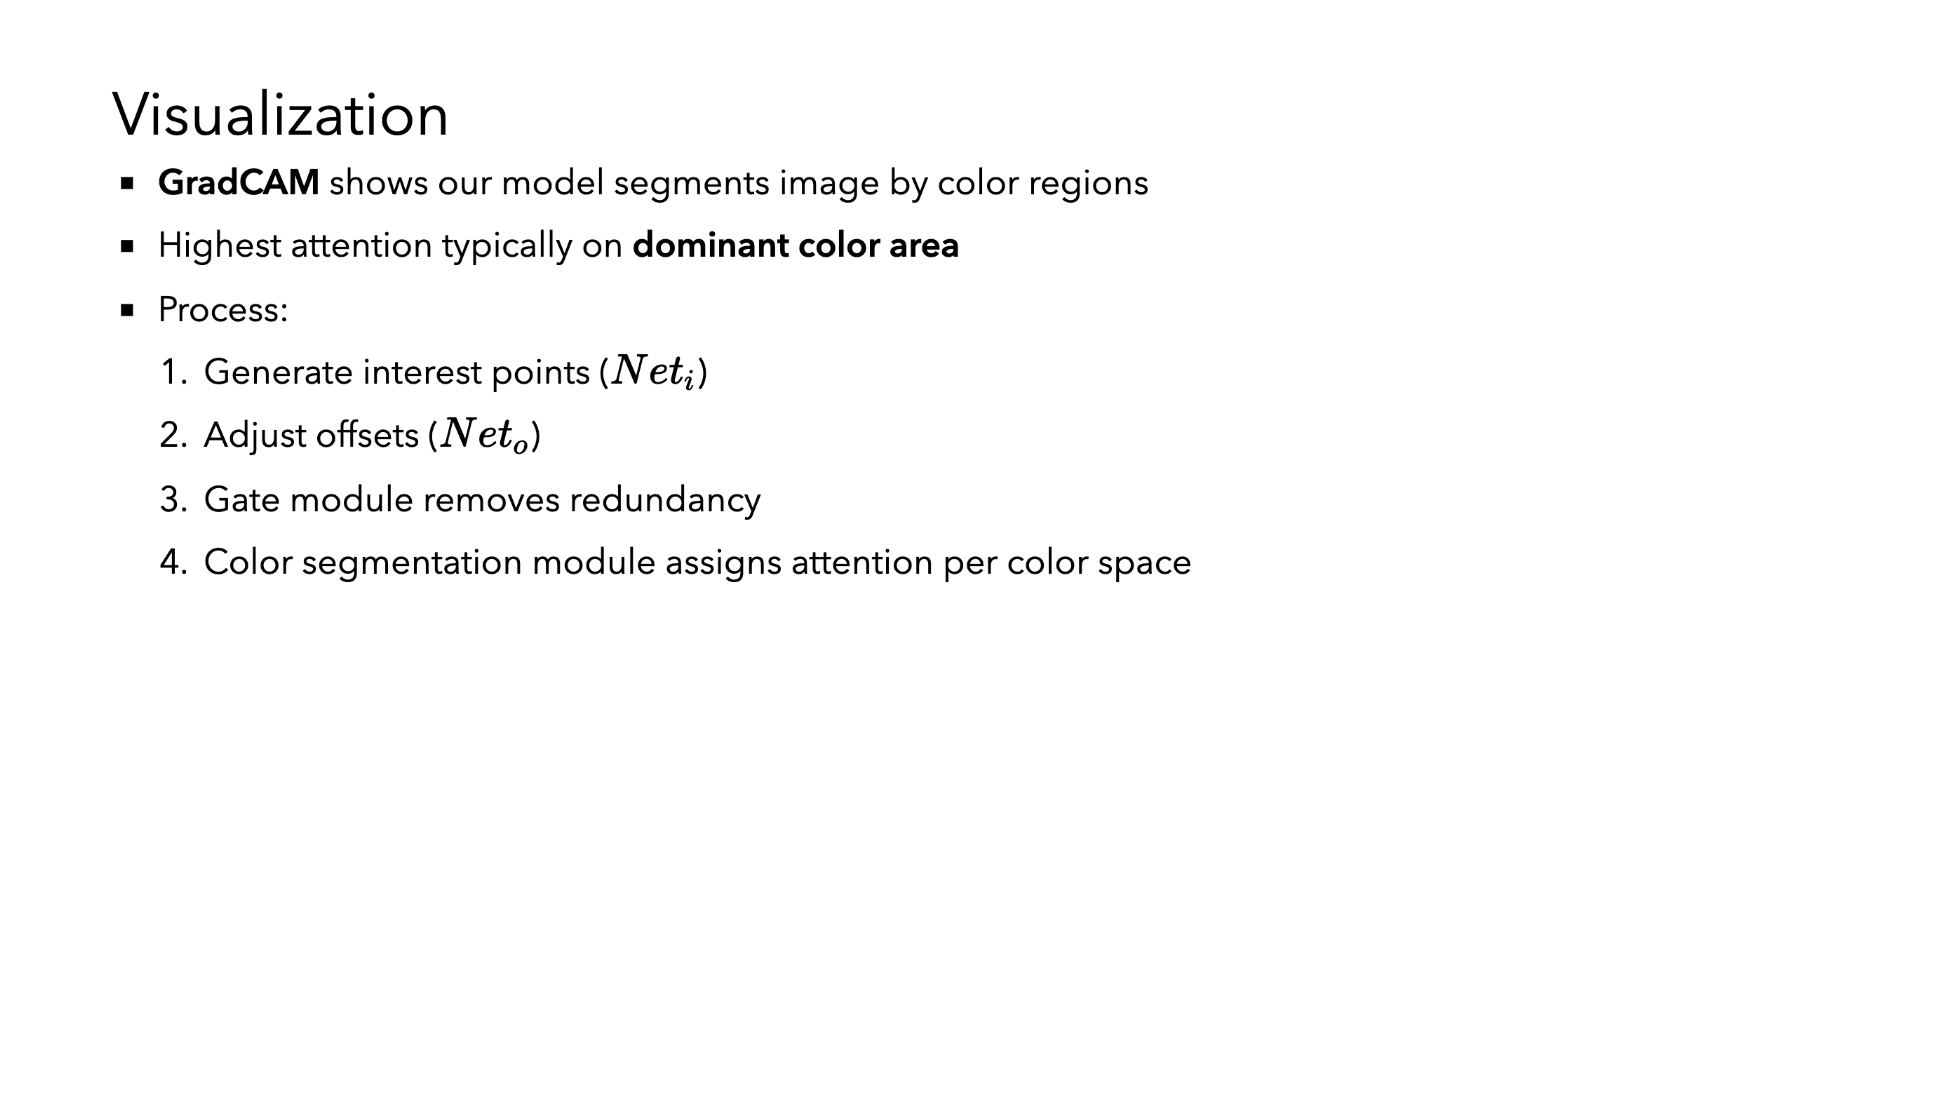 Visualization
▪ GradCAM shows our model segments image by color regions
▪ Highest attention typically on dominant color area
▪ Process:
1. Generate interest points (Netᵢ)
2. Adjust offsets (Netₒ)
3. Gate module removes redundancy
4. Color segmentation module assigns attention per color space